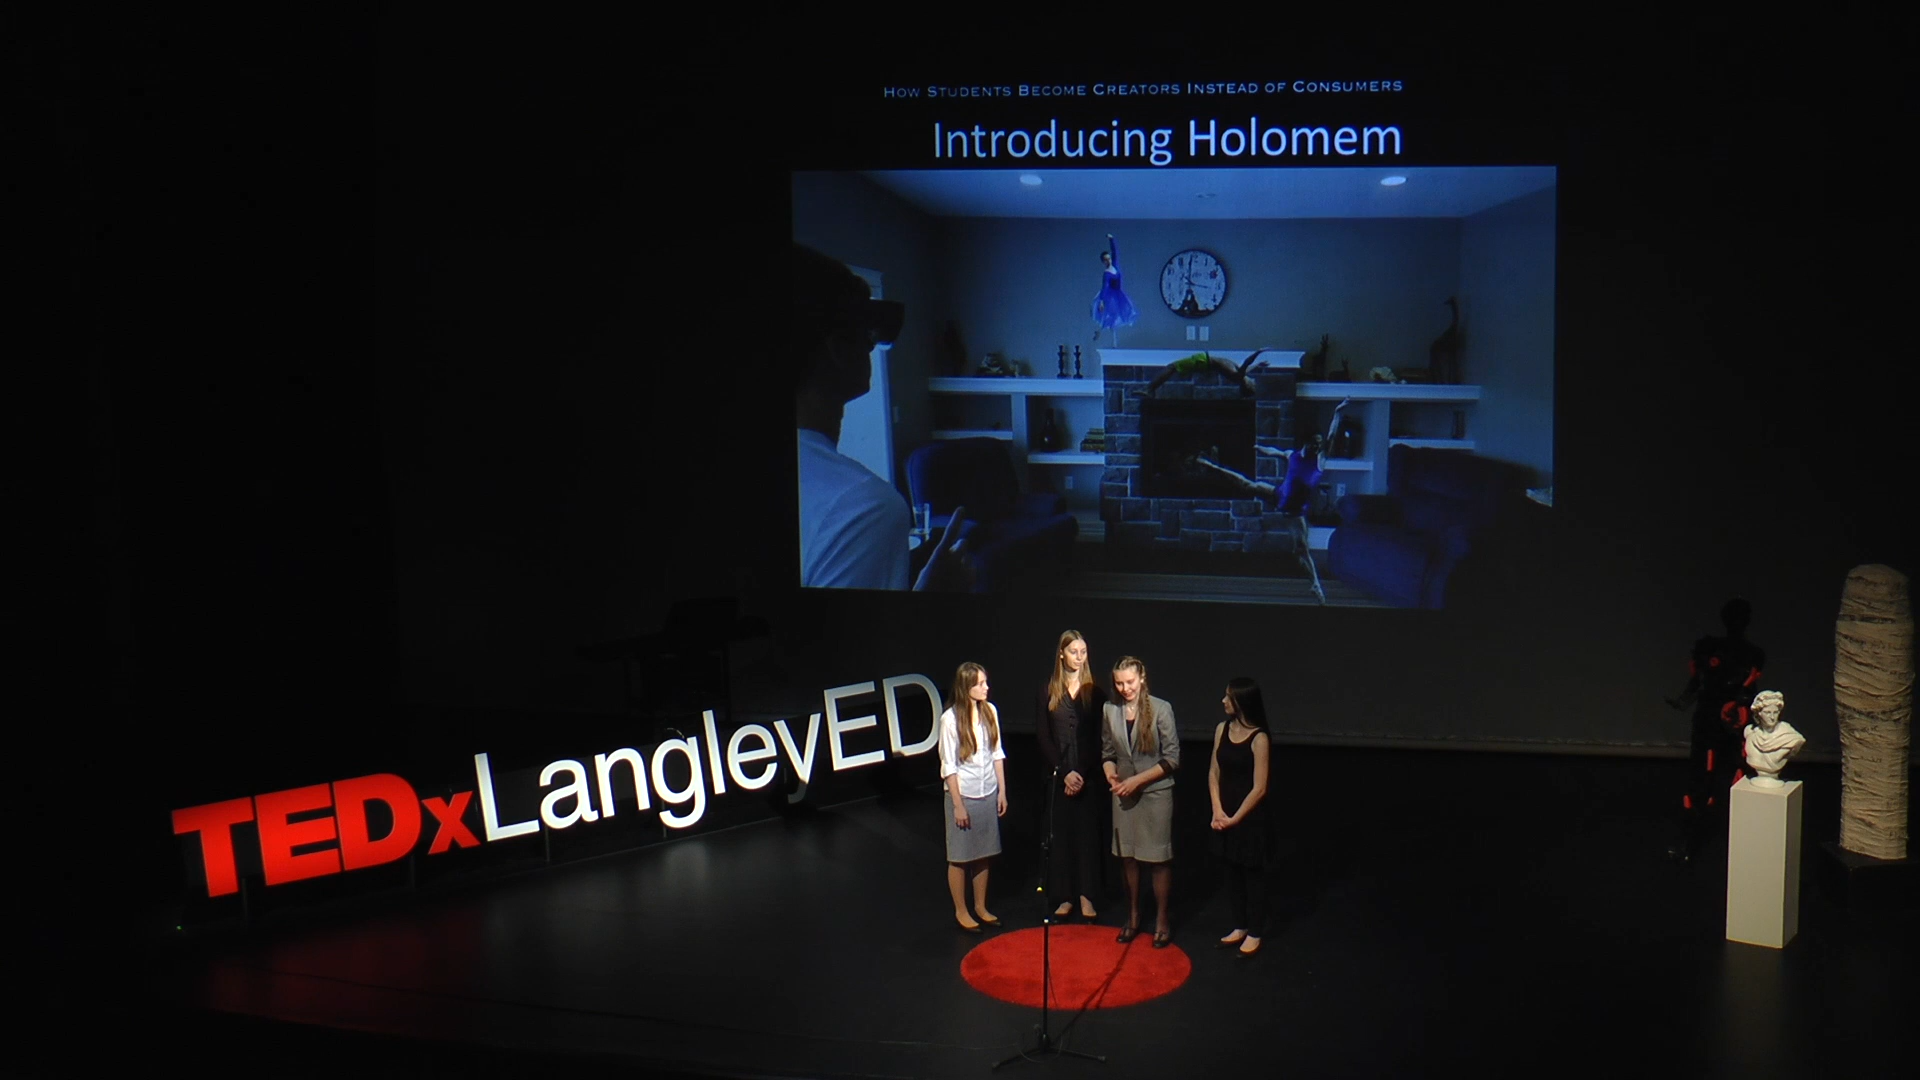 HOW STUDENTS BECOME CREATORS INSTEAD OF CONSUMERS
Introducing Holomem
TEDxLangleyED